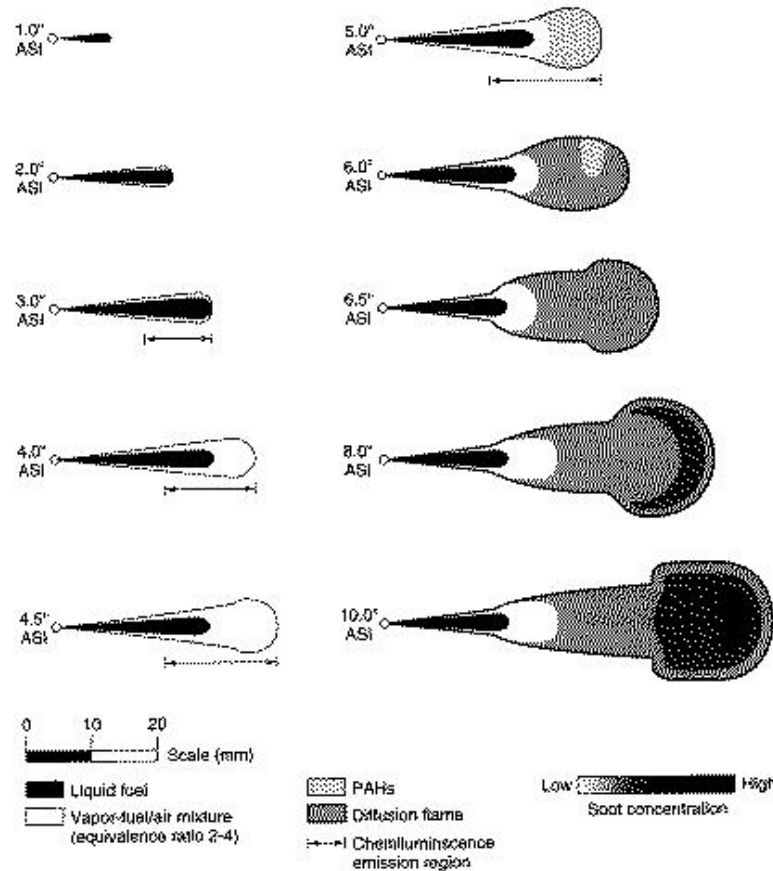 1.0°
ASI
2.0°
ASI
3.0°
ASI
4.0°
ASI
4.5°
ASI
5.0°
ASI
6.0°
ASI
6.5°
ASI
8.0°
ASI
10.0°
ASI
0 10 20
Scale (mm)
Liquid fuel
Vapor-fuel/air mixture
(equivalence ratio 2-4)
PAHs
Diffusion flame
Chemiluminscence
emission region
Low High
Soot concentration